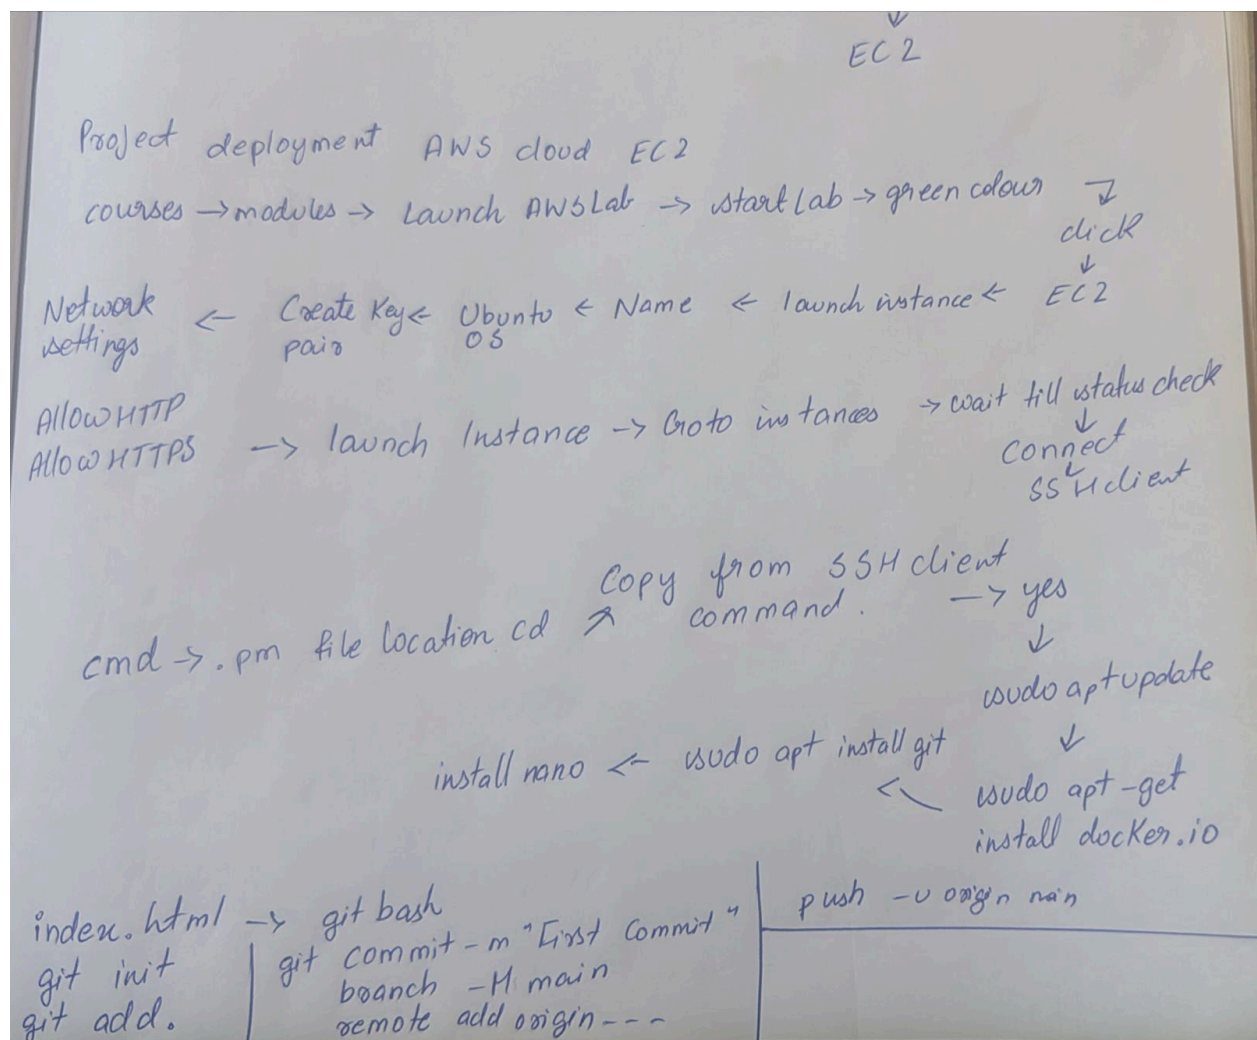 ↓
EC2
Project deployment AWS cloud EC2
courses → modules → Launch AWS Lab → start Lab → green colour ↓
click
↓
Network settings ← Create Key pair ← Ubunto OS ← Name ← launch instance ← EC2
Allow HTTP
Allow HTTPS → launch Instance → Goto instances → wait till status check
↓
Connect
↓
SSH client
cmd → .pm file location cd ↗ Copy from SSH client command. → yes
↓
sudo apt update
↓
install nano ← sudo apt install git ← sudo apt-get
install docker.io
index.html → git bash
git init
git add.
git commit -m "First Commit"
branch -M main
remote add origin ---
push -u origin main